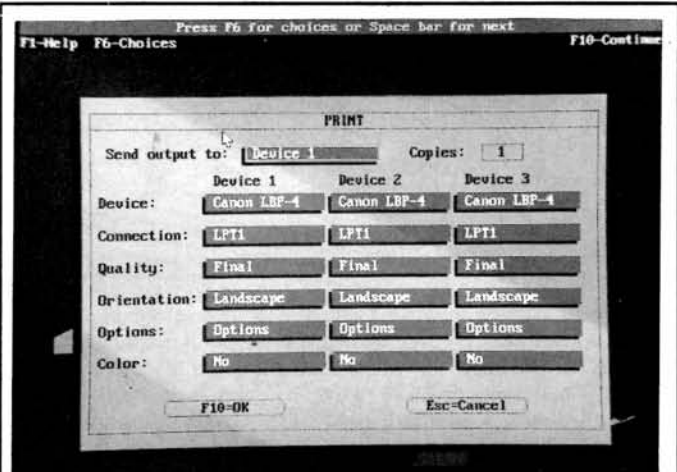 Press F6 for choices or Space bar for next
F1-Help F6-Choices F10-Continue
PRINT
Send output to: Device 1 Copies: 1
Device 1 Device 2 Device 3
Device: Canon LBP-4 Canon LBP-4 Canon LBP-4
Connection: LPT1 LPT1 LPT1
Quality: Final Final Final
Orientation: Landscape Landscape Landscape
Options: Options Options Options
Color: No No No
F10=OK Esc=Cancel